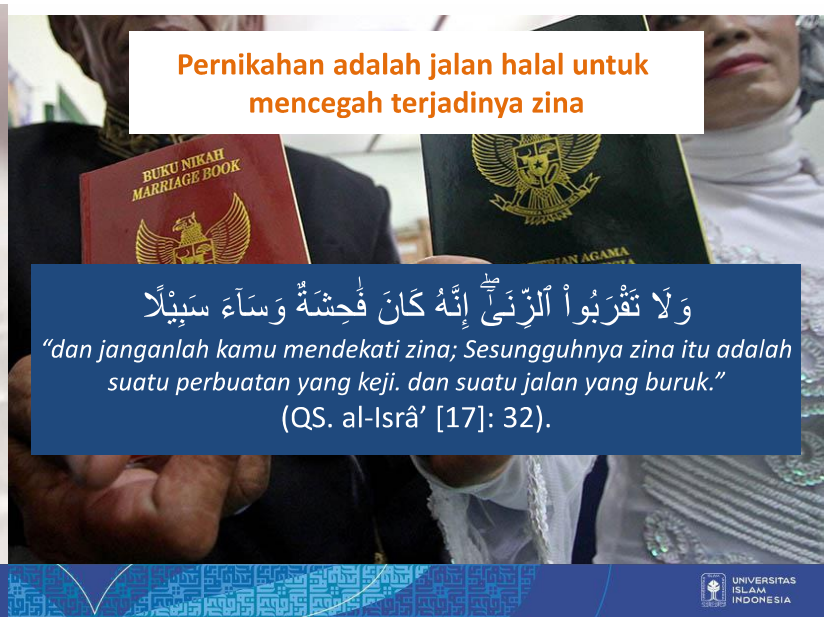 Pernikahan adalah jalan halal untuk
mencegah terjadinya zina
BUKU NIKAH
MARRIAGE BOOK
AGAMA
وَلَا تَقْرَبُوا۟ ٱلزِّنَىٰٓ ۖ إِنَّهُۥ كَانَ فَٰحِشَةً وَسَآءَ سَبِيْلًا
“dan janganlah kamu mendekati zina; Sesungguhnya zina itu adalah
suatu perbuatan yang keji. dan suatu jalan yang buruk.”
(QS. al-Isrâ’ [17]: 32).
UNIVERSITAS
ISLAM
INDONESIA